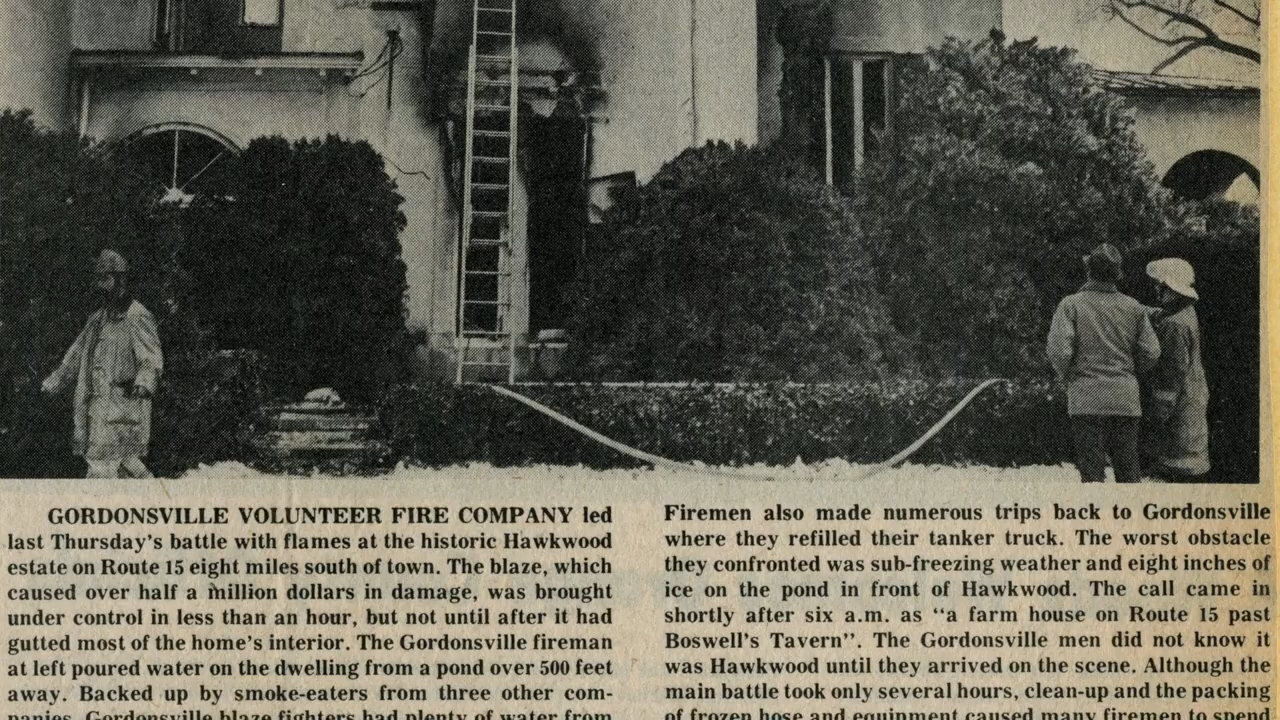 GORDONSVILLE VOLUNTEER FIRE COMPANY led
last Thursday's battle with flames at the historic Hawkwood
estate on Route 15 eight miles south of town. The blaze, which
caused over half a million dollars in damage, was brought
under control in less than an hour, but not until after it had
gutted most of the home's interior. The Gordonsville fireman
at left poured water on the dwelling from a pond over 500 feet
away. Backed up by smoke-eaters from three other com-
panies, Gordonsville blaze fighters had plenty of water from
Firemen also made numerous trips back to Gordonsville
where they refilled their tanker truck. The worst obstacle
they confronted was sub-freezing weather and eight inches of
ice on the pond in front of Hawkwood. The call came in
shortly after six a.m. as "a farm house on Route 15 past
Boswell's Tavern". The Gordonsville men did not know it
was Hawkwood until they arrived on the scene. Although the
main battle took only several hours, clean-up and the packing
of frozen hose and equipment caused many firemen to spend